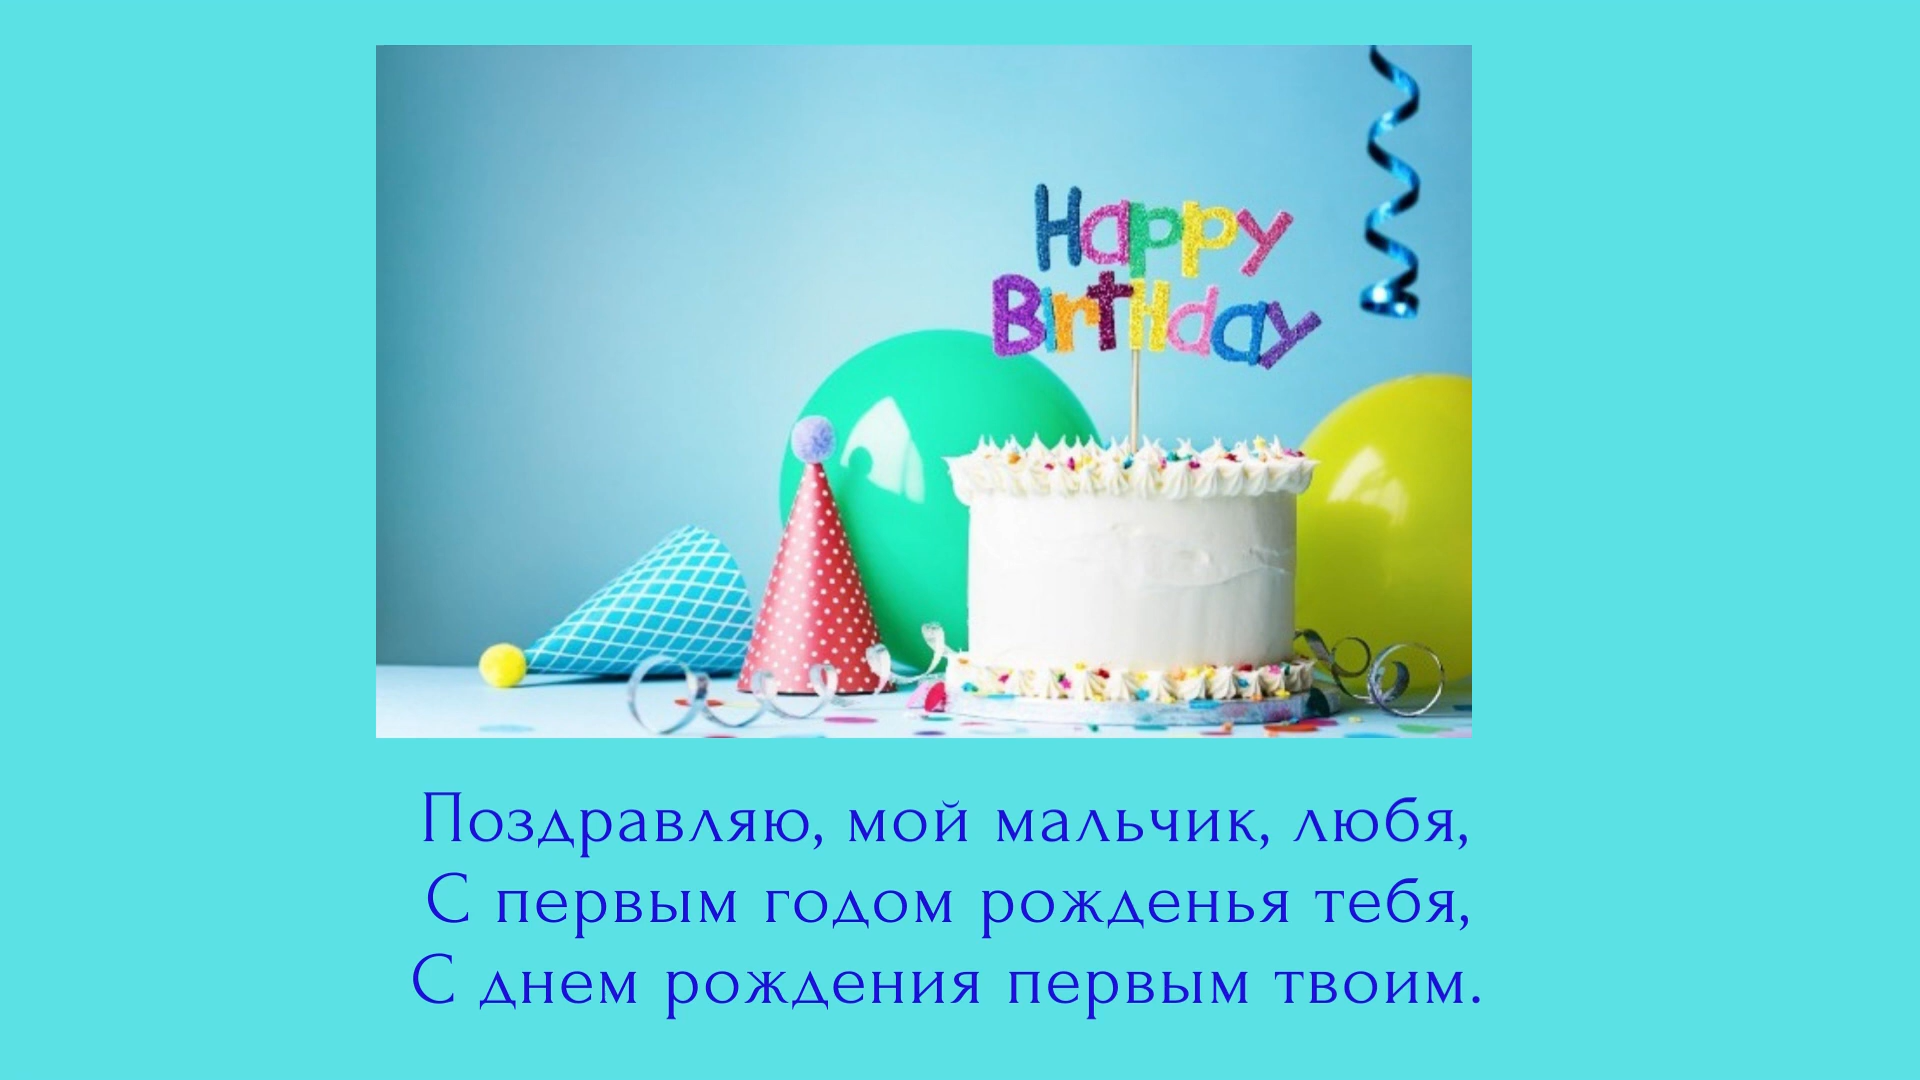 Happy
BirtHday
Поздравляю, мой мальчик, любя,
С первым годом рожденья тебя,
С днем рождения первым твоим.